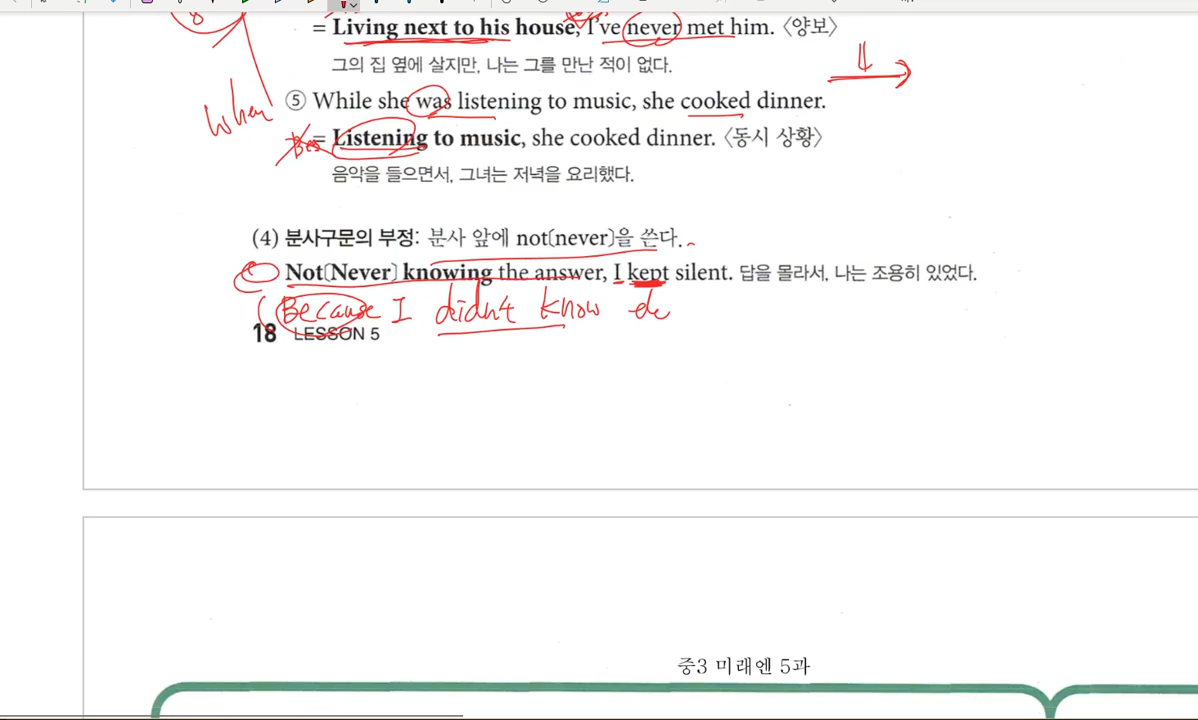 = Living next to his house, I've never met him. 〈양보〉
그의 집 옆에 살지만, 나는 그를 만난 적이 없다.
When
⑤ While she was listening to music, she cooked dinner.
= Listening to music, she cooked dinner. 〈동시 상황〉
음악을 들으면서, 그녀는 저녁을 요리했다.
(4) 분사구문의 부정: 분사 앞에 not[never]을 쓴다.
Not[Never] knowing the answer, I kept silent. 답을 몰라서, 나는 조용히 있었다.
(Because I didn't know
18 LESSON 5
중3 미래엔 5과